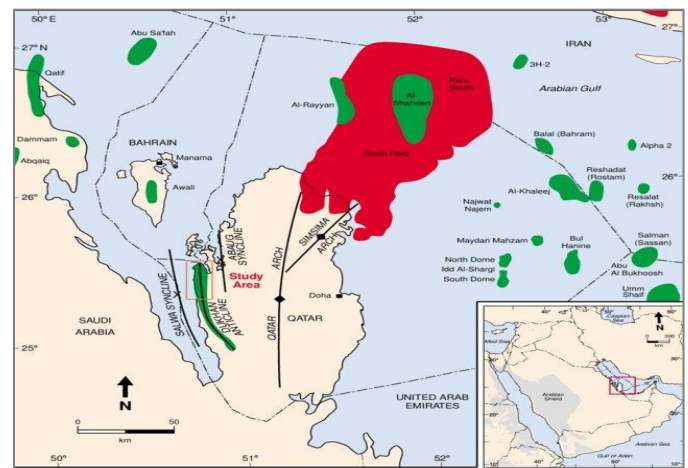 50° E
51°
52°
53°
27° N
Abu Sa'fah
IRAN
3H-2
Qatif
Pars
South
Al-
Shaheen
Arabian Gulf
Al-Rayyan
Dammam
BAHRAIN
North Field
Balal (Bahram)
Alpha 2
Abqaiq
Manama
Reshadat
(Rostam)
Awali
Al-Khaleej
26°
26°
Najwat
Najem
Resalat
(Rakhsh)
ABAUG
SYNCLINE
SIMSIMA
ARCH
ARCH
Maydan Mahzam
Bul
Hanine
Salman
(Sassan)
Study
Area
North Dome
Idd Al-Shargi
South Dome
Abu
Al Bukhoosh
SALWA SYNCLINE
DUKHAN
ANTICLINE
Doha
Umm
Shaif
QATAR
QATAR
SAUDI
ARABIA
25°
N
0
50
km
UNITED ARAB
EMIRATES
50°
51°
52°
Caspian
Sea
Med Sea
N
km
Arabian
Shield
Arabian Sea
Gulf of Aden